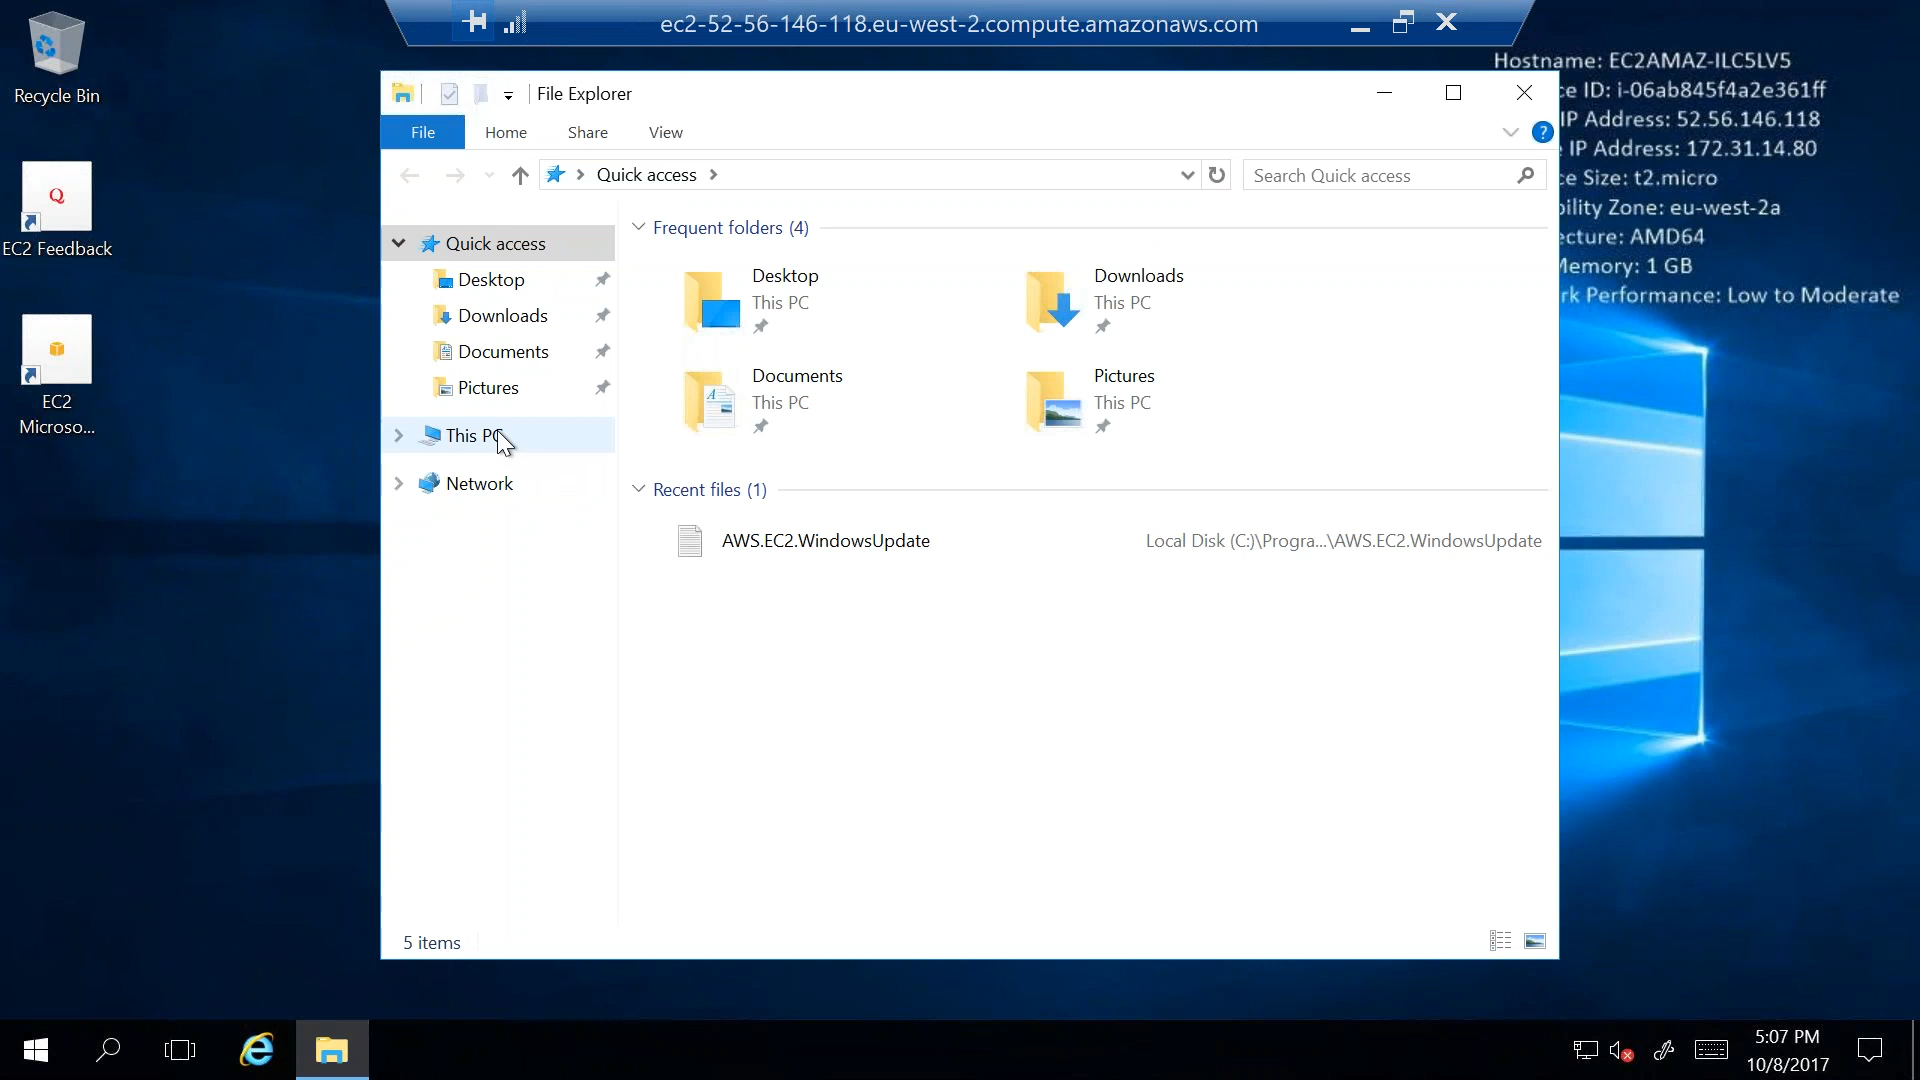 ec2-52-56-146-118.eu-west-2.compute.amazonaws.com
Recycle Bin
Q
EC2 Feedback
EC2
Microso...
Hostname: EC2AMAZ-ILC5LV5
ce ID: i-06ab845f4a2e361ff
IP Address: 52.56.146.118
IP Address: 172.31.14.80
ce Size: t2.micro
bility Zone: eu-west-2a
ecture: AMD64
Memory: 1 GB
rk Performance: Low to Moderate
File Explorer
File Home Share View
?
Quick access
Search Quick access
Quick access
Desktop
Downloads
Documents
Pictures
This PC
Network
Frequent folders (4)
Desktop
This PC
Downloads
This PC
Documents
This PC
Pictures
This PC
Recent files (1)
AWS.EC2.WindowsUpdate Local Disk (C:)\Progra...\AWS.EC2.WindowsUpdate
5 items
5:07 PM
10/8/2017